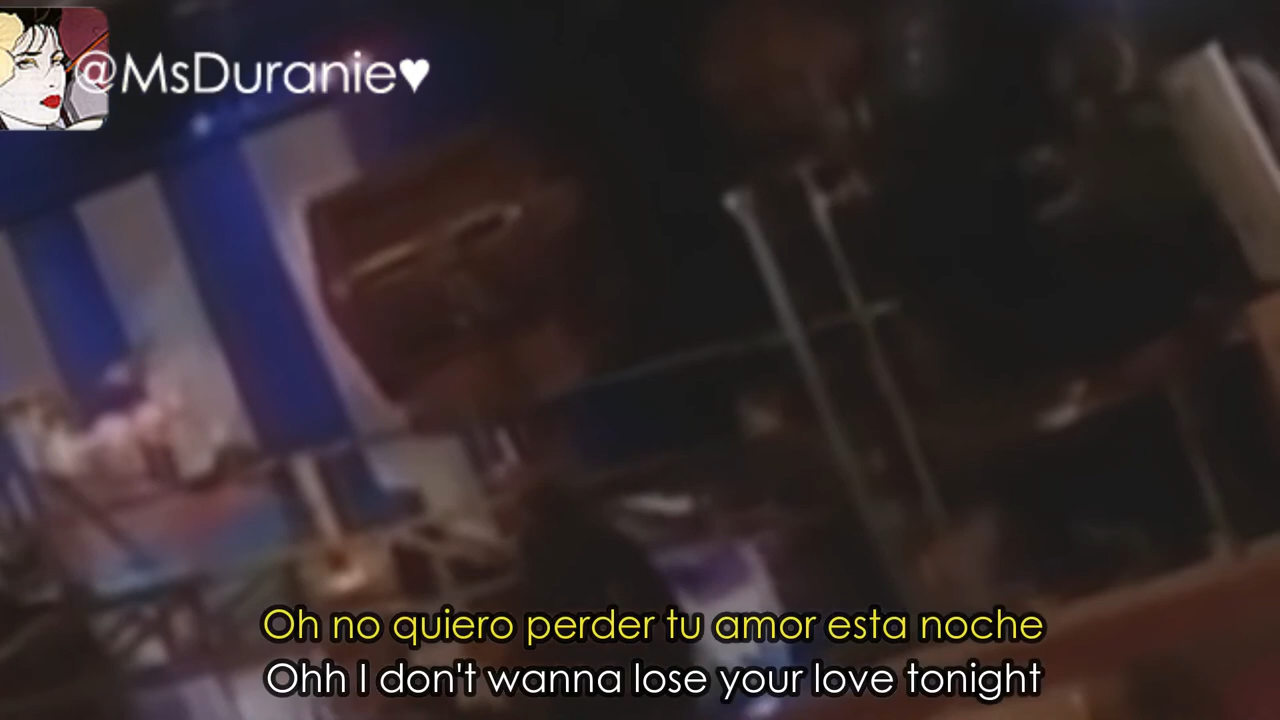 @MsDuranie♥
Oh no quiero perder tu amor esta noche
Ohh I don't wanna lose your love tonight